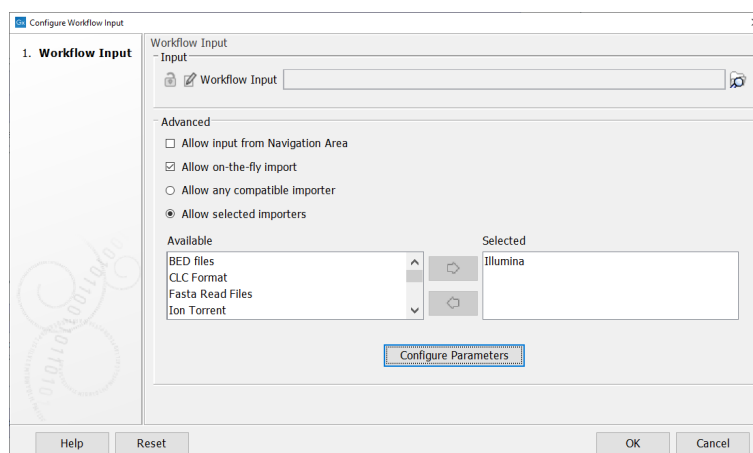 Gx Configure Workflow Input
1. Workflow Input
Workflow Input
Input
Workflow Input
Advanced
Allow input from Navigation Area
Allow on-the-fly import
Allow any compatible importer
Allow selected importers
Available
Selected
BED files
CLC Format
Fasta Read Files
Ion Torrent
Illumina
Configure Parameters
Help
Reset
OK
Cancel